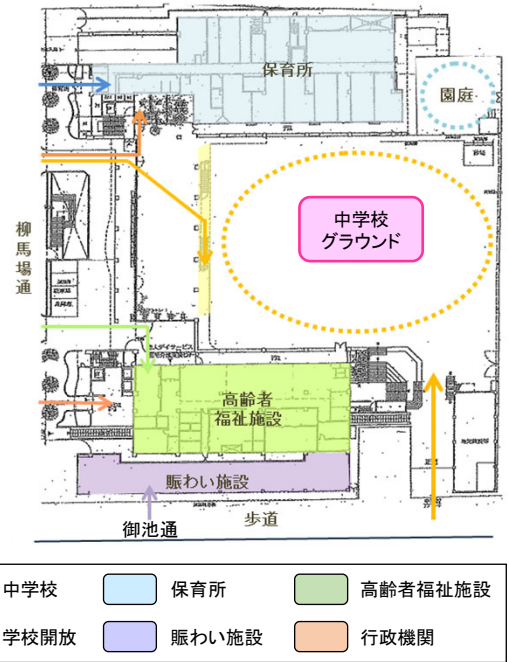 保育所
園庭
中学校
グラウンド
柳馬場通
高齢者
福祉施設
賑わい施設
御池通
歩道
中学校
保育所
高齢者福祉施設
学校開放
賑わい施設
行政機関